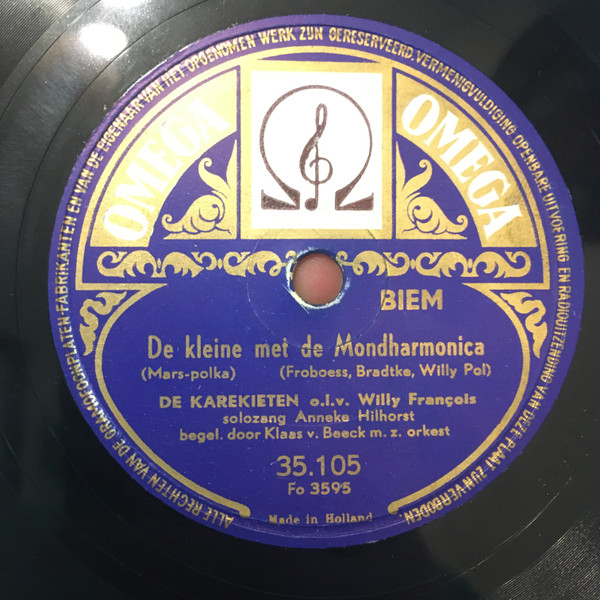 ALLE RECHTEN VAN DE GRAMOFOONPLATEN-FABRIKANTEN EN VAN DE EIGENAAR VAN HET OPGENOMEN WERK ZIJN GERESERVEERD. VERMENIGVULDIGING OPENBARE UITVOERING EN RADIOUITZENDING VAN DEZE PLAAT ZIJN VERBODEN.
OMEGA
OMEGA
BIEM
De kleine met de Mondharmonica
(Mars-polka) (Froboess, Bradtke, Willy Pol)
DE KAREKIETEN o.l.v. Willy François
solozang Anneke Hilhorst
begel. door Klaas v. Beeck m. z. orkest
35.105
Fo 3595
Made in Holland